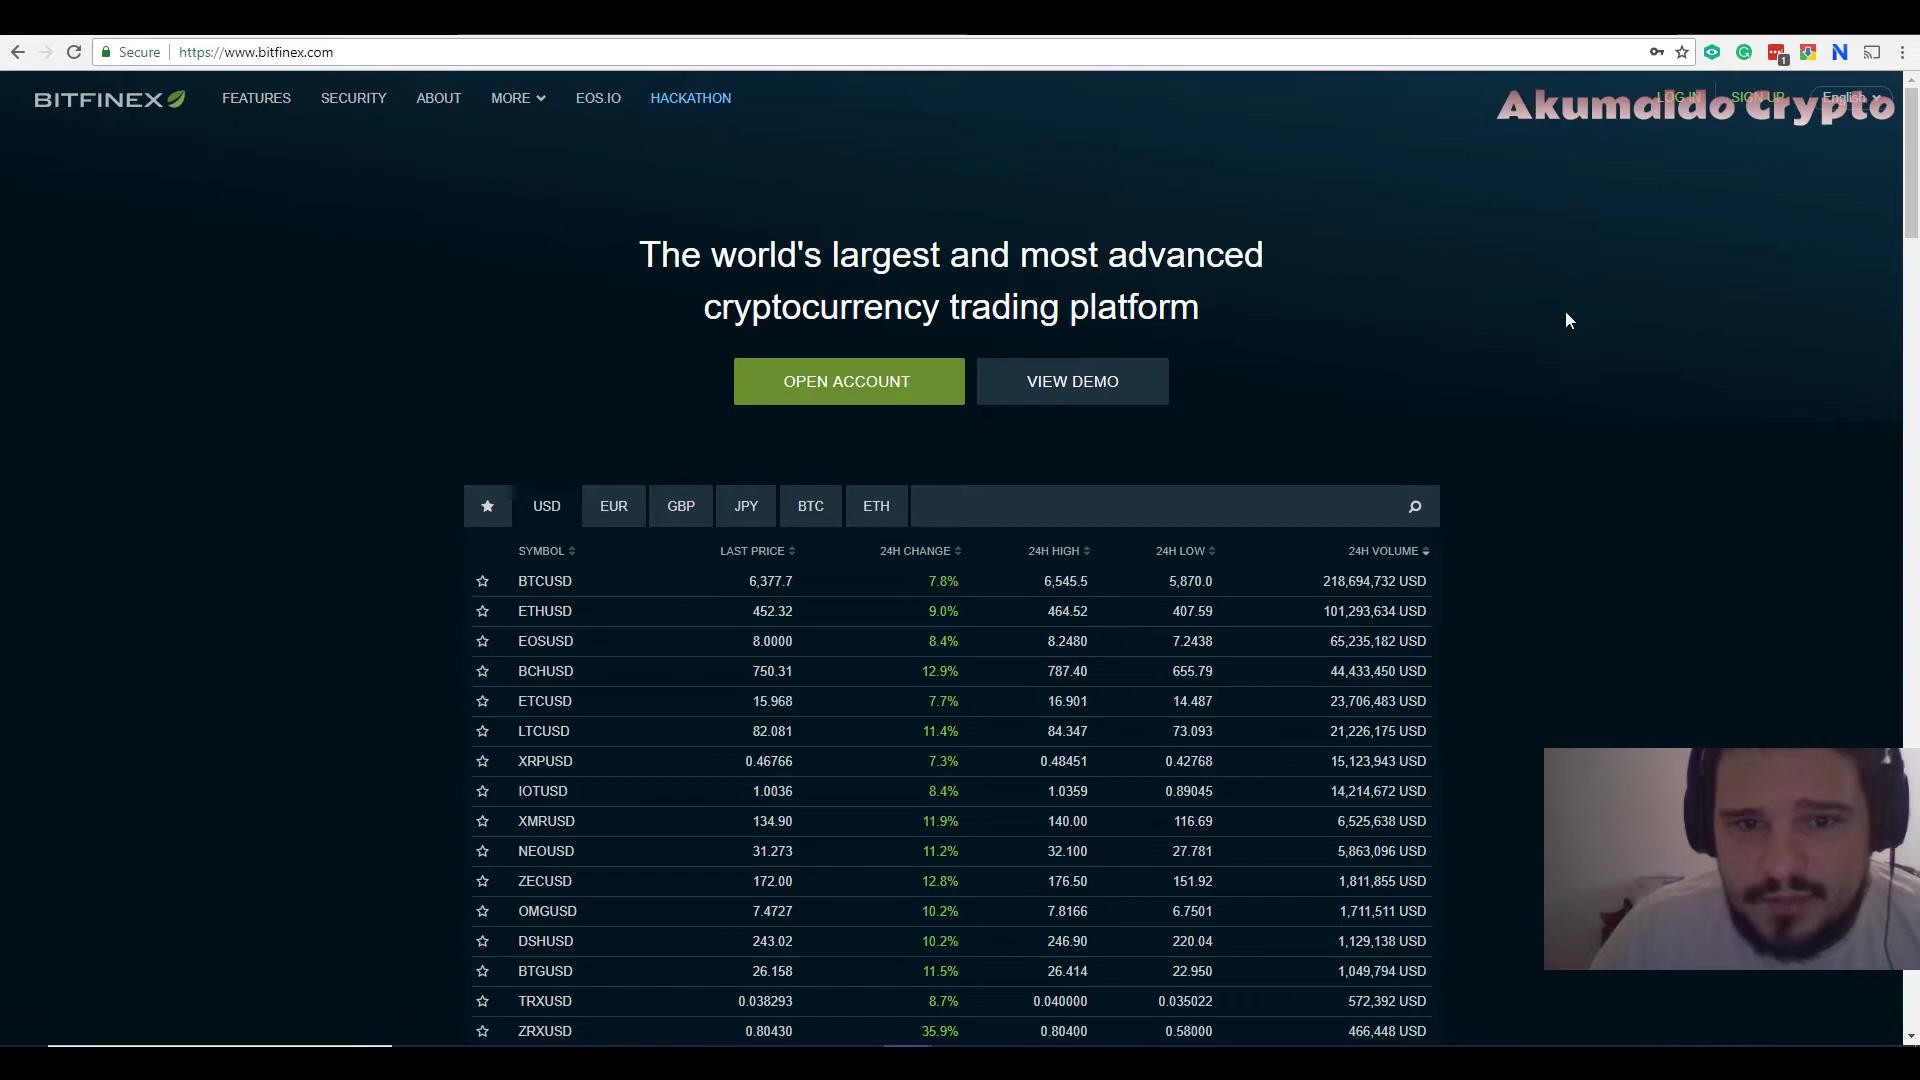 Secure https://www.bitfinex.com
1
BITFINEX FEATURES SECURITY ABOUT MORE EOS.IO HACKATHON LOG IN SIGN UP English
Akumaldo Crypto
The world's largest and most advanced
cryptocurrency trading platform
OPEN ACCOUNT VIEW DEMO
USD EUR GBP JPY BTC ETH
SYMBOL LAST PRICE 24H CHANGE 24H HIGH 24H LOW 24H VOLUME
BTCUSD 6,377.7 7.8% 6,545.5 5,870.0 218,694,732 USD
ETHUSD 452.32 9.0% 464.52 407.59 101,293,634 USD
EOSUSD 8.0000 8.4% 8.2480 7.2438 65,235,182 USD
BCHUSD 750.31 12.9% 787.40 655.79 44,433,450 USD
ETCUSD 15.968 7.7% 16.901 14.487 23,706,483 USD
LTCUSD 82.081 11.4% 84.347 73.093 21,226,175 USD
XRPUSD 0.46766 7.3% 0.48451 0.42768 15,123,943 USD
IOTUSD 1.0036 8.4% 1.0359 0.89045 14,214,672 USD
XMRUSD 134.90 11.9% 140.00 116.69 6,525,638 USD
NEOUSD 31.273 11.2% 32.100 27.781 5,863,096 USD
ZECUSD 172.00 12.8% 176.50 151.92 1,811,855 USD
OMGUSD 7.4727 10.2% 7.8166 6.7501 1,711,511 USD
DSHUSD 243.02 10.2% 246.90 220.04 1,129,138 USD
BTGUSD 26.158 11.5% 26.414 22.950 1,049,794 USD
TRXUSD 0.038293 8.7% 0.040000 0.035022 572,392 USD
ZRXUSD 0.80430 35.9% 0.80400 0.58000 466,448 USD